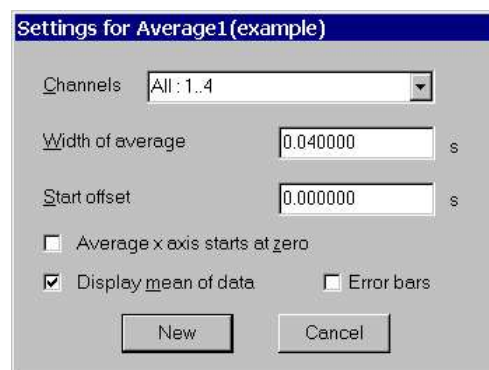 Settings for Average1(example)
Channels All : 1..4
Width of average 0.040000 s
Start offset 0.000000 s
Average x axis starts at zero
Display mean of data Error bars
New Cancel